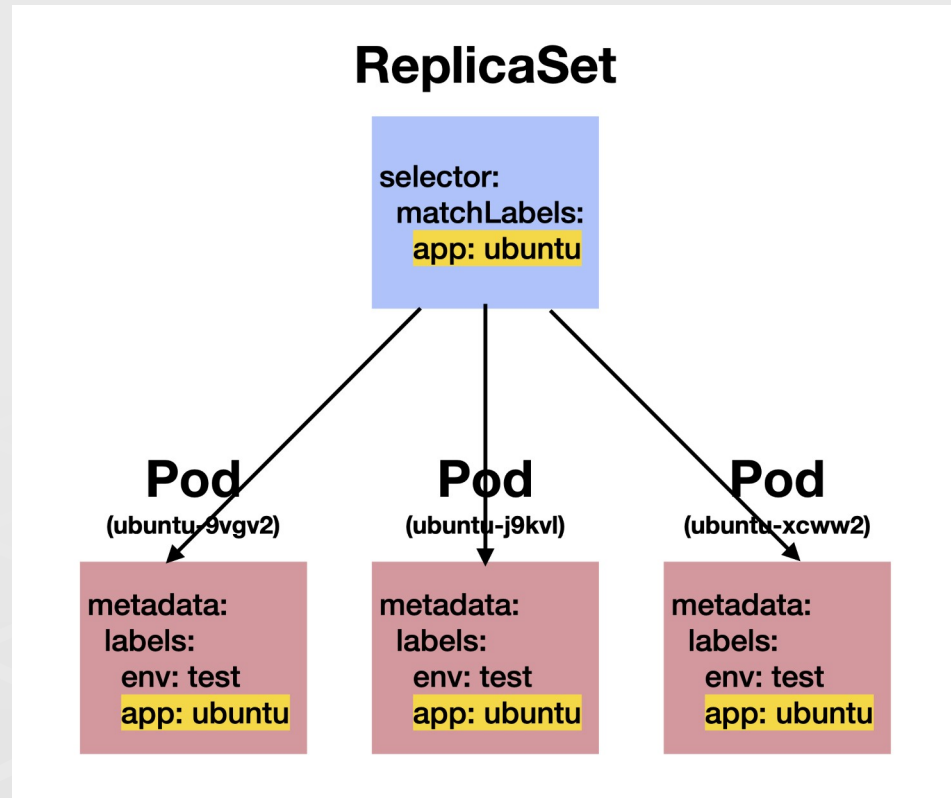 ReplicaSet
selector:
matchLabels:
app: ubuntu
Pod
(ubuntu-9vgv2)
metadata:
labels:
env: test
app: ubuntu
Pod
(ubuntu-j9kvl)
metadata:
labels:
env: test
app: ubuntu
Pod
(ubuntu-xcww2)
metadata:
labels:
env: test
app: ubuntu